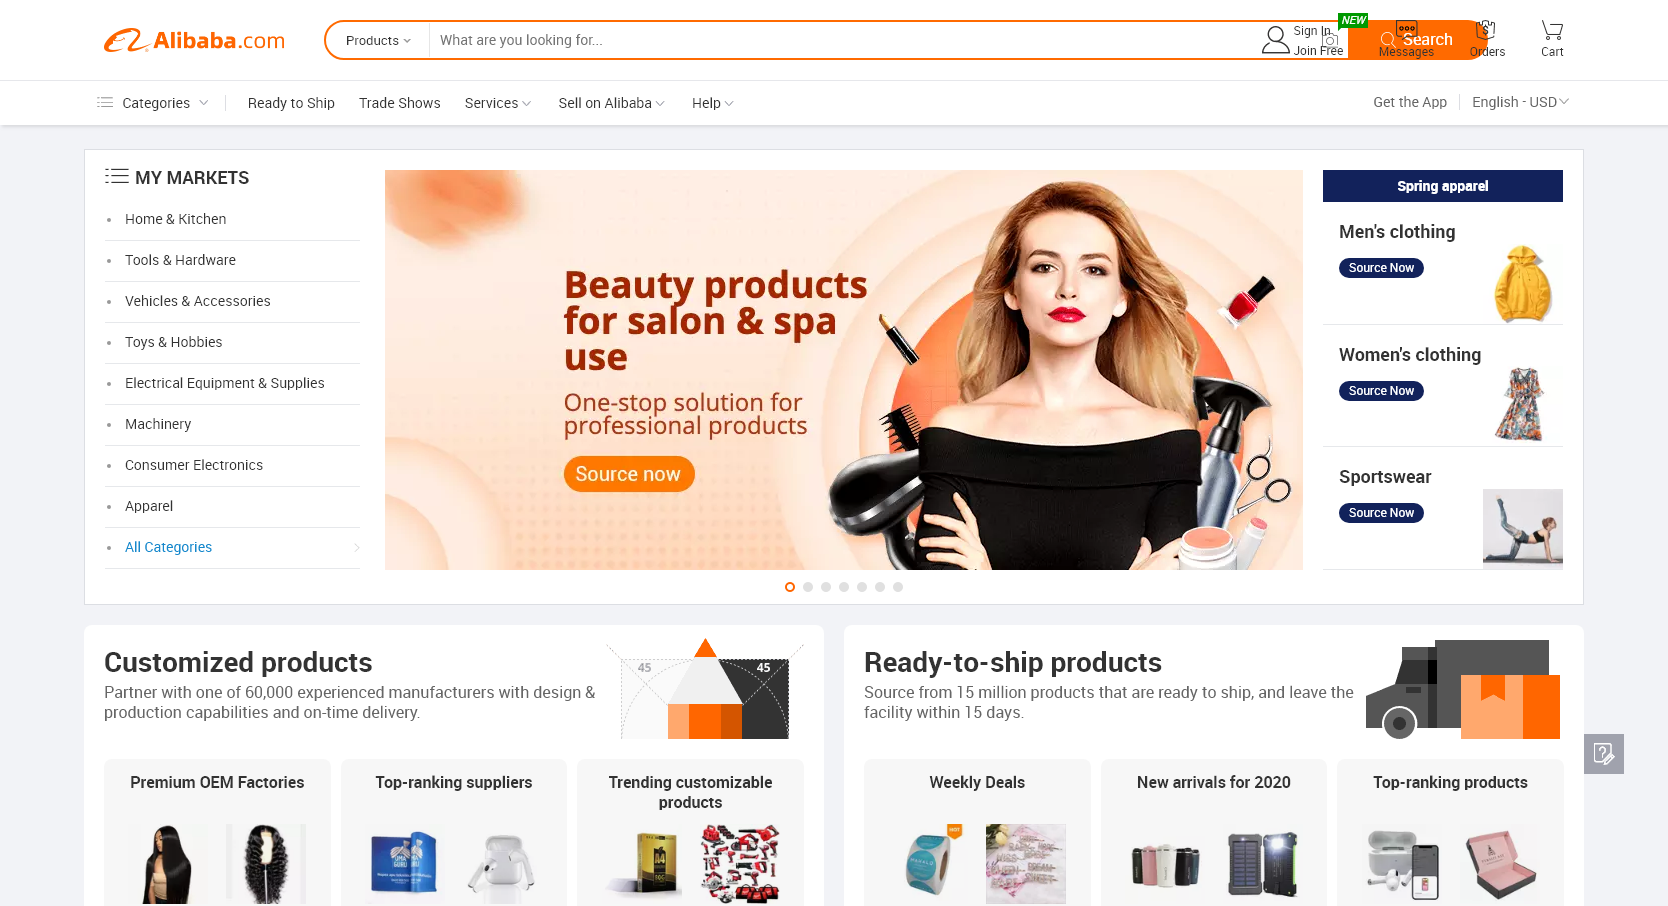 Alibaba.com
Products
What are you looking for...
Sign In
Join Free
NEW
Search
Messages
Orders
Cart
Categories
Ready to Ship
Trade Shows
Services
Sell on Alibaba
Help
Get the App
English - USD
MY MARKETS
Home & Kitchen
Tools & Hardware
Vehicles & Accessories
Toys & Hobbies
Electrical Equipment & Supplies
Machinery
Consumer Electronics
Apparel
All Categories
Beauty products
for salon & spa
use
One-stop solution for
professional products
Source now
Spring apparel
Men's clothing
Source Now
Women's clothing
Source Now
Sportswear
Source Now
Customized products
Partner with one of 60,000 experienced manufacturers with design &
production capabilities and on-time delivery.
45
45
Ready-to-ship products
Source from 15 million products that are ready to ship, and leave the
facility within 15 days.
Premium OEM Factories
Top-ranking suppliers
Trending customizable
products
A4
Weekly Deals
HOT
New arrivals for 2020
Top-ranking products